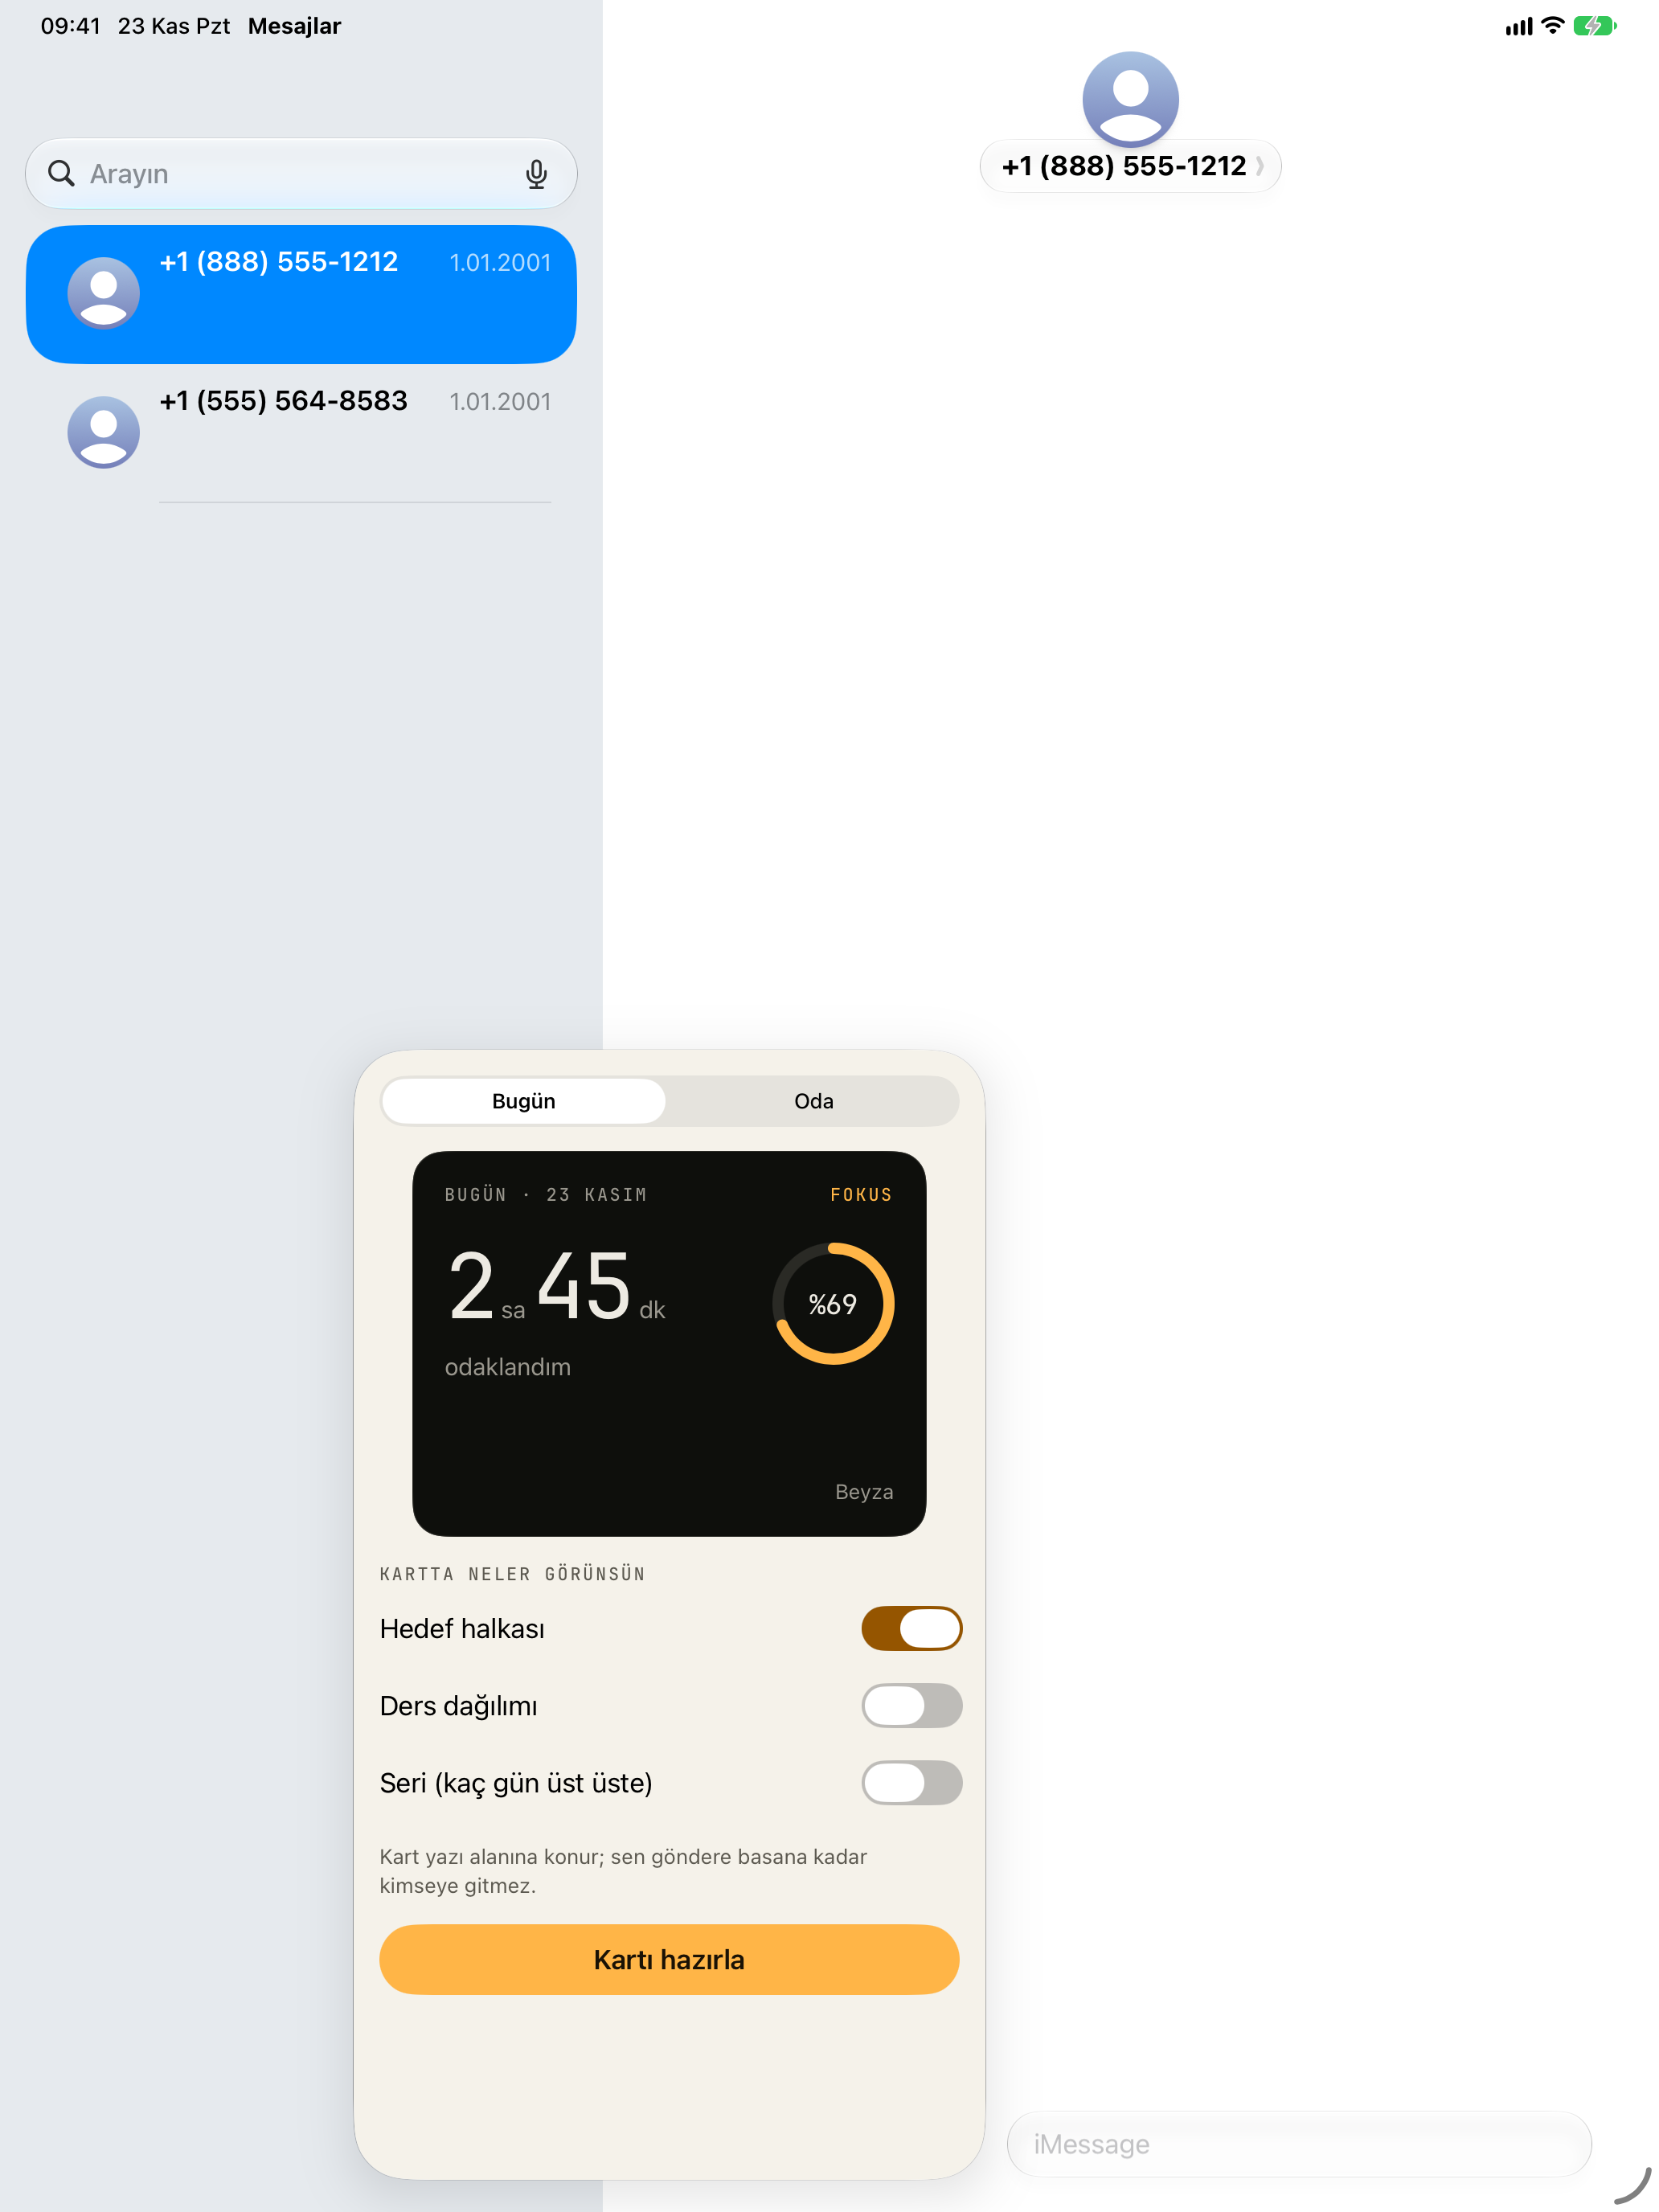 09:41 23 Kas Pzt Mesajlar
Arayın
+1 (888) 555-1212 1.01.2001
+1 (555) 564-8583 1.01.2001
+1 (888) 555-1212
Bugün Oda
BUGÜN · 23 KASIM FOKUS
2 sa 45 dk
%69
odaklandım
Beyza
KARTTA NELER GÖRÜNSÜN
Hedef halkası
Ders dağılımı
Seri (kaç gün üst üste)
Kart yazı alanına konur; sen göndere basana kadar
kimseye gitmez.
Kartı hazırla
iMessage